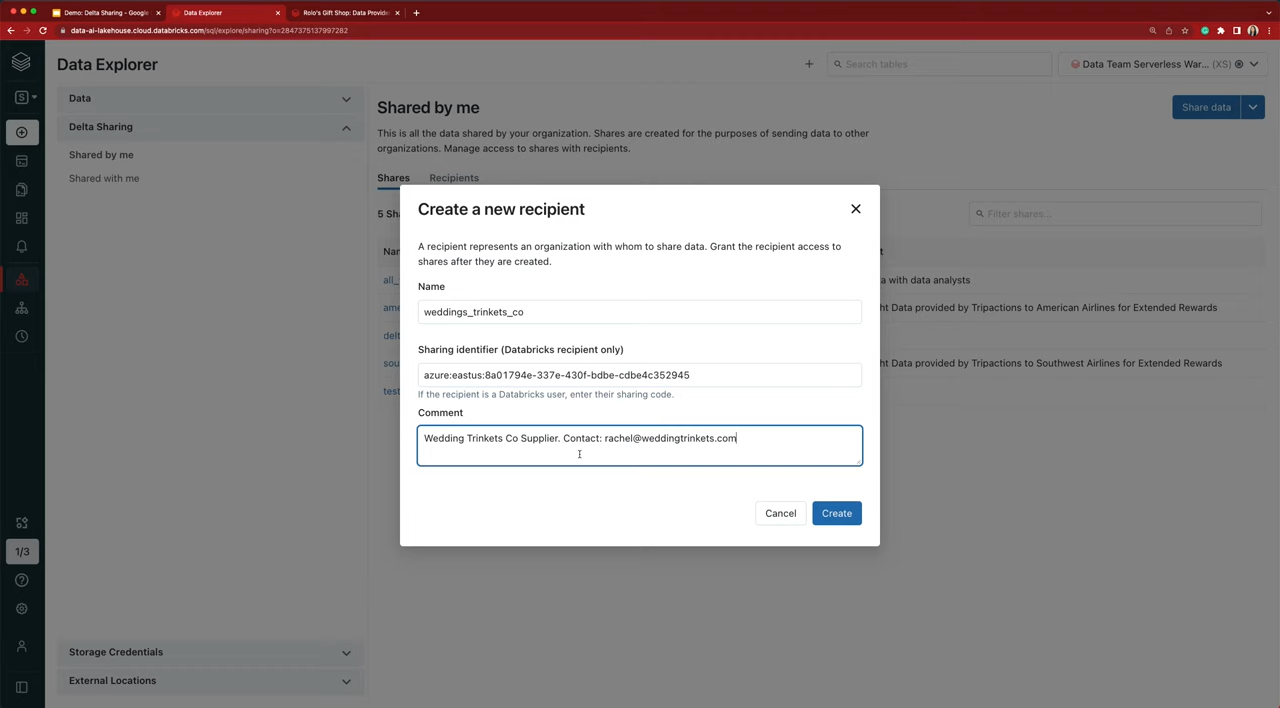 Demo: Delta Sharing - Google
Data Explorer
Rolo's Gift Shop: Data Provide
data-ai-lakehouse.cloud.databricks.com/sql/explore/sharing?o=2847375137997282
Data Explorer
Search tables
Data Team Serverless War... (XS)
S
Data
Delta Sharing
Shared by me
Shared with me
Shared by me
Share data
This is all the data shared by your organization. Shares are created for the purposes of sending data to other
organizations. Manage access to shares with recipients.
Shares
Recipients
5 Sha
Filter shares...
Na
t
all_
a with data analysts
ame
ht Data provided by Tripactions to American Airlines for Extended Rewards
delt
sou
ht Data provided by Tripactions to Southwest Airlines for Extended Rewards
test
Create a new recipient
A recipient represents an organization with whom to share data. Grant the recipient access to
shares after they are created.
Name
weddings_trinkets_co
Sharing identifier (Databricks recipient only)
azure:eastus:8a01794e-337e-430f-bdbe-cdbe4c352945
If the recipient is a Databricks user, enter their sharing code.
Comment
Wedding Trinkets Co Supplier. Contact: rachel@weddingtrinkets.com
Cancel
Create
1/3
Storage Credentials
External Locations